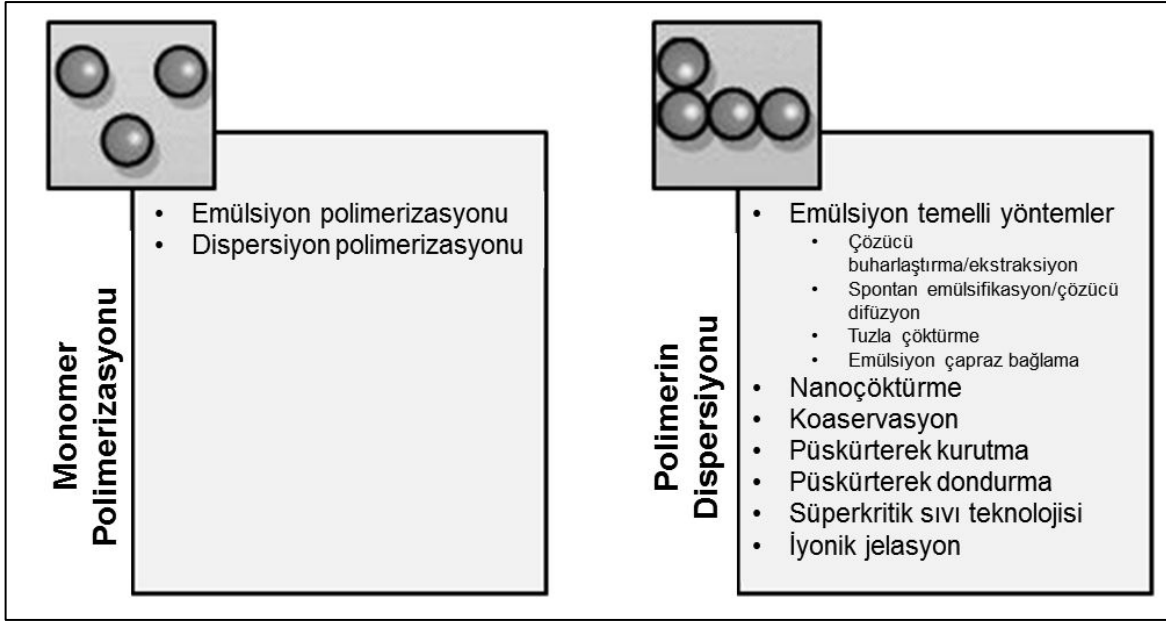 Monomer
Polimerizasyonu
• Emülsiyon polimerizasyonu
• Dispersiyon polimerizasyonu
Polimerin
Dispersiyonu
• Emülsiyon temelli yöntemler
• Çözücü
buharlaştırma/ekstraksiyon
• Spontan emülsifikasyon/çözücü
difüzyon
• Tuzla çöktürme
• Emülsiyon çapraz bağlama
• Nanoçöktürme
• Koaservasyon
• Püskürterek kurutma
• Püskürterek dondurma
• Süperkritik sıvı teknolojisi
• İyonik jelasyon